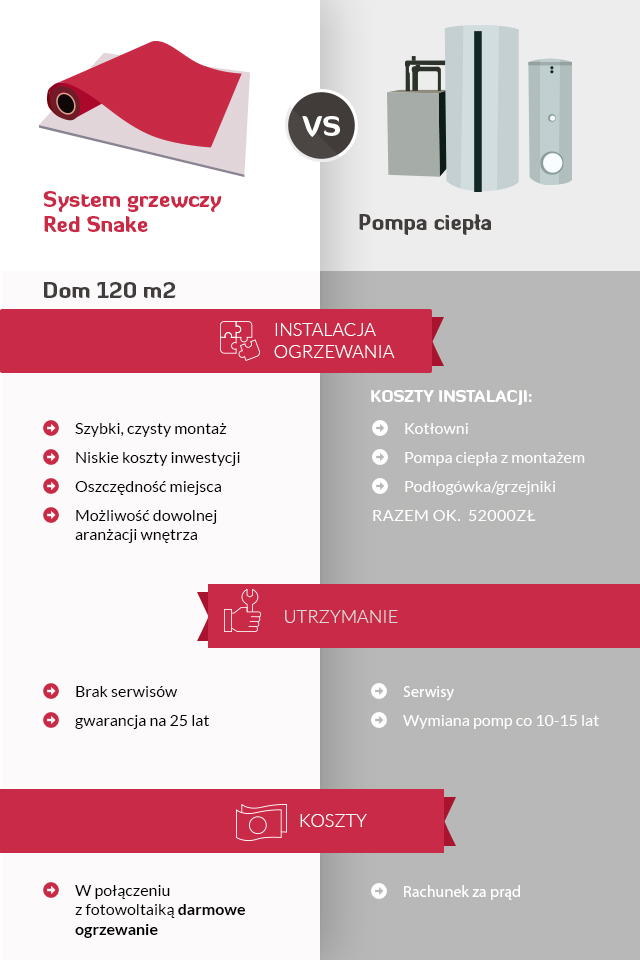 VS
System grzewczy
Red Snake
Pompa ciepła
Dom 120 m2
INSTALACJA
OGRZEWANIA
Szybki, czysty montaż
Niskie koszty inwestycji
Oszczędność miejsca
Możliwość dowolnej
aranżacji wnętrza
KOSZTY INSTALACJI:
Kotłowni
Pompa ciepła z montażem
Podłogówka/grzejniki
RAZEM OK. 52000ZŁ
UTRZYMANIE
Brak serwisów
gwarancja na 25 lat
Serwisy
Wymiana pomp co 10-15 lat
KOSZTY
W połączeniu
z fotowoltaiką darmowe
ogrzewanie
Rachunek za prąd